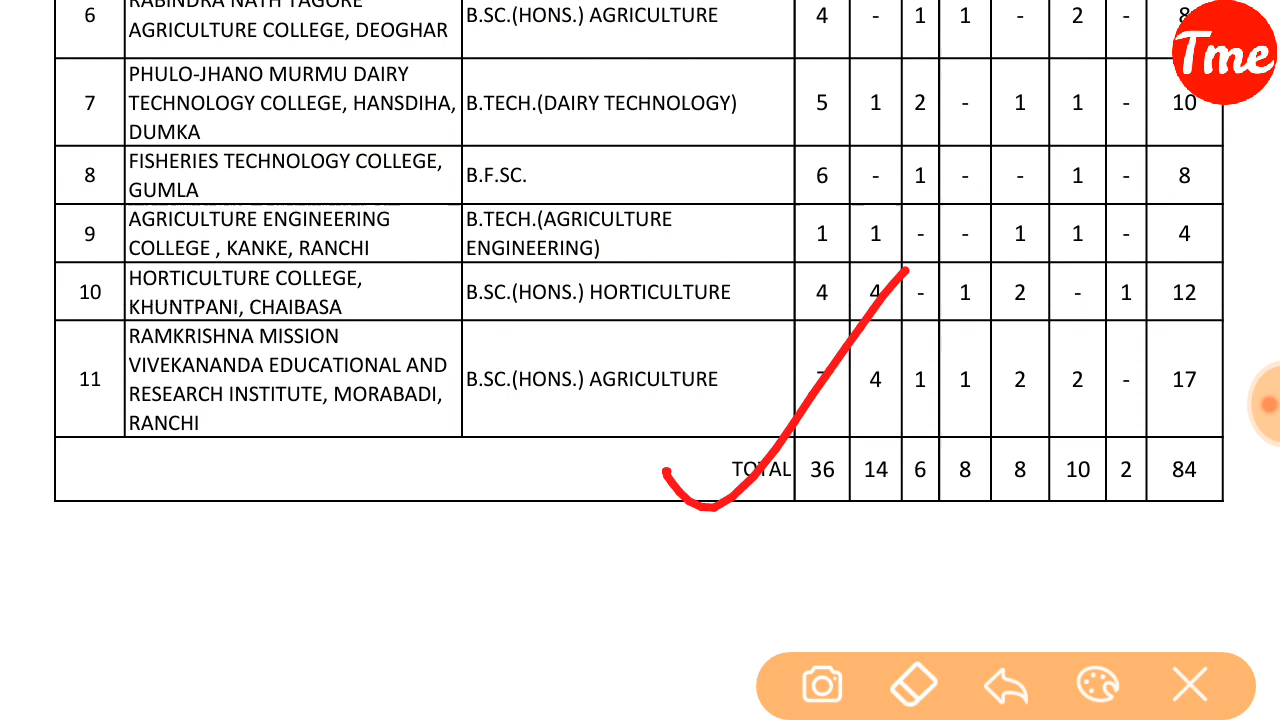 6 RABINDRA NATH TAGORE AGRICULTURE COLLEGE, DEOGHAR B.SC.(HONS.) AGRICULTURE 4 - 1 1 - 2 - 8
Tme
7 PHULO-JHANO MURMU DAIRY TECHNOLOGY COLLEGE, HANSDIHA, DUMKA B.TECH.(DAIRY TECHNOLOGY) 5 1 2 - 1 1 - 10
8 FISHERIES TECHNOLOGY COLLEGE, GUMLA B.F.SC. 6 - 1 - - 1 - 8
9 AGRICULTURE ENGINEERING COLLEGE , KANKE, RANCHI B.TECH.(AGRICULTURE ENGINEERING) 1 1 - - 1 1 - 4
10 HORTICULTURE COLLEGE, KHUNTPANI, CHAIBASA B.SC.(HONS.) HORTICULTURE 4 4 - 1 2 - 1 12
11 RAMKRISHNA MISSION VIVEKANANDA EDUCATIONAL AND RESEARCH INSTITUTE, MORABADI, RANCHI B.SC.(HONS.) AGRICULTURE 7 4 1 1 2 2 - 17
TOTAL 36 14 6 8 8 10 2 84